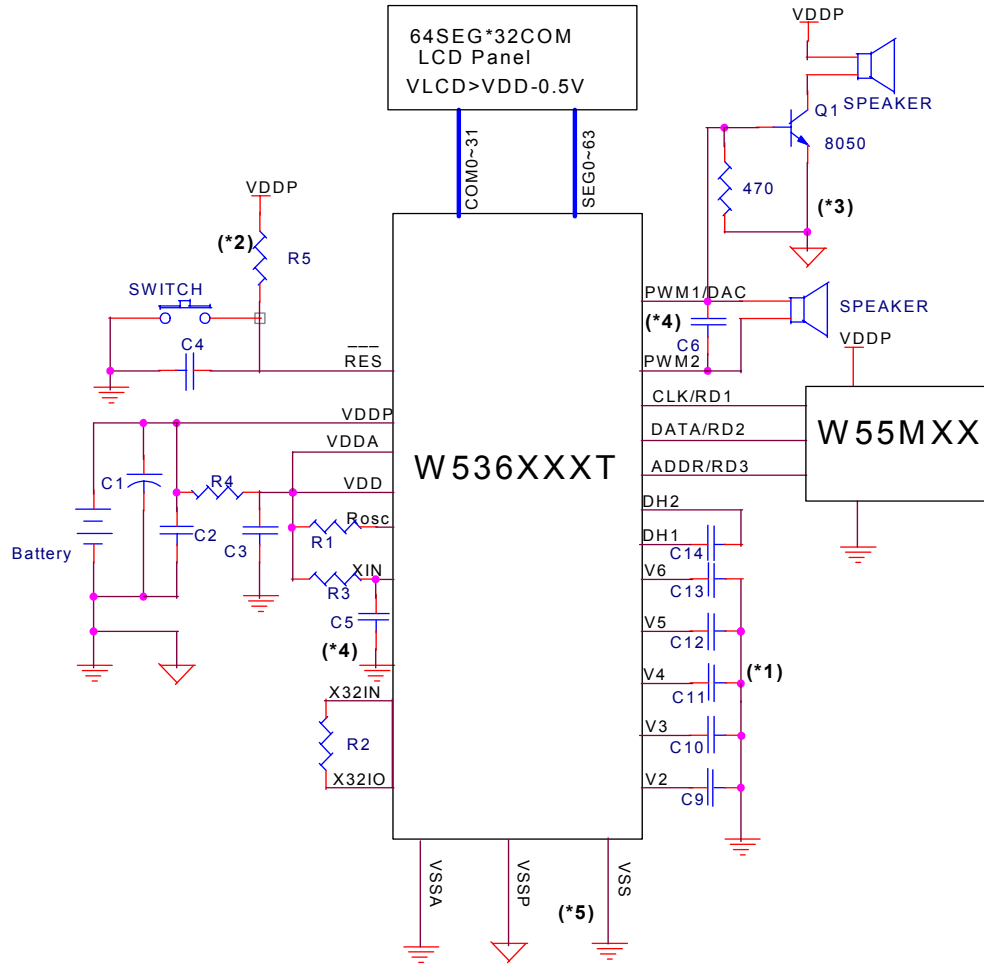 64SEG*32COM
LCD Panel
VLCD>VDD-0.5V
COM0~31
SEG0~63
VDDP
SPEAKER
Q1
8050
470
(*3)
VDDP
(*2)
R5
SWITCH
C4
RES
PWM1/DAC
(*4)
C6
PWM2
SPEAKER
VDDP
CLK/RD1
DATA/RD2
ADDR/RD3
W55MXX
W536XXXT
VDDP
VDDA
VDD
Rosc
XIN
C1
R4
C2
C3
R1
R3
C5
(*4)
Battery
X32IN
R2
X32IO
DH2
DH1
C14
V6
C13
V5
C12
V4
C11
(*1)
V3
C10
V2
C9
VSSA
VSSP
VSS
(*5)